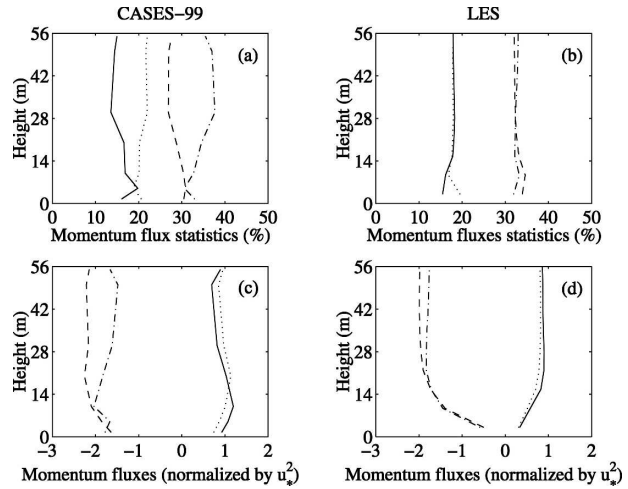 CASES-99
LES
56
42
28
14
0
Height (m)
(a)
0 10 20 30 40 50
Momentum flux statistics (%)
56
42
28
14
0
Height (m)
(b)
0 10 20 30 40 50
Momentum fluxes statistics (%)
56
42
28
14
0
Height (m)
(c)
−3 −2 −1 0 1 2
Momentum fluxes (normalized by u*²)
56
42
28
14
0
Height (m)
(d)
−3 −2 −1 0 1 2
Momentum fluxes (normalized by u*²)